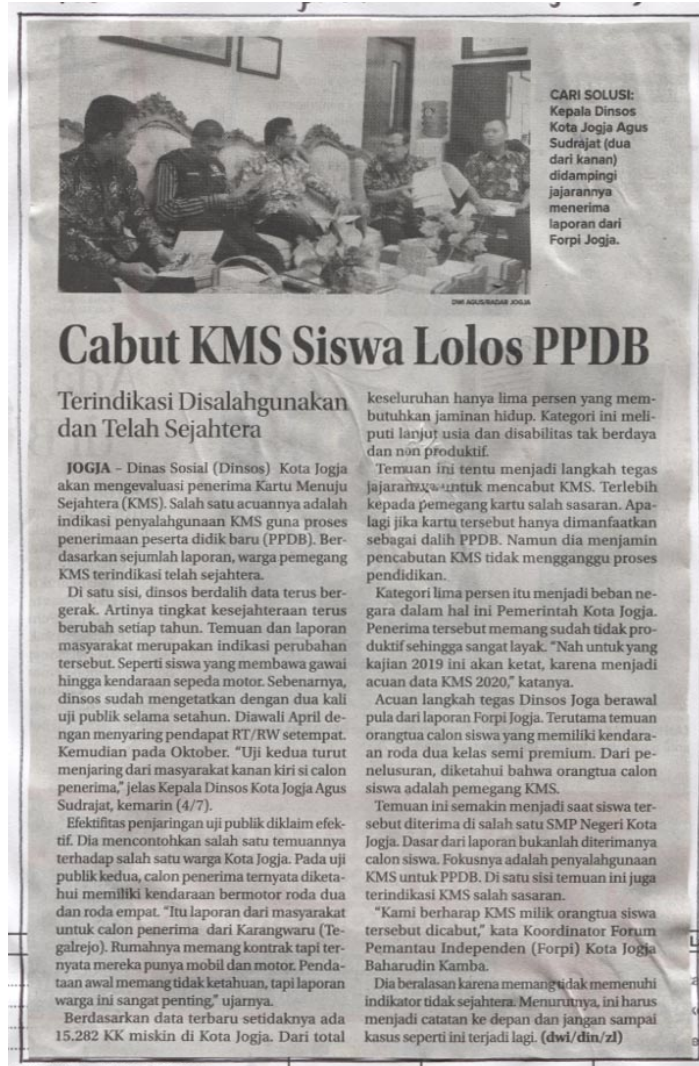 CARI SOLUSI:
Kepala Dinsos
Kota Jogja Agus
Sudrajat (dua
dari kanan)
didampingi
jajarannya
menerima
laporan dari
Forpi Jogja.
DWI AGUS/RADAR JOGJA
Cabut KMS Siswa Lolos PPDB
Terindikasi Disalahgunakan
dan Telah Sejahtera
JOGJA – Dinas Sosial (Dinsos) Kota Jogja
akan mengevaluasi penerima Kartu Menuju
Sejahtera (KMS). Salah satu acuannya adalah
indikasi penyalahgunaan KMS guna proses
penerimaan peserta didik baru (PPDB). Ber-
dasarkan sejumlah laporan, warga pemegang
KMS terindikasi telah sejahtera.
Di satu sisi, dinsos berdalih data terus ber-
gerak. Artinya tingkat kesejahteraan terus
berubah setiap tahun. Temuan dan laporan
masyarakat merupakan indikasi perubahan
tersebut. Seperti siswa yang membawa gawai
hingga kendaraan sepeda motor. Sebenarnya,
dinsos sudah mengetatkan dengan dua kali
uji publik selama setahun. Diawali April de-
ngan menyaring pendapat RT/RW setempat.
Kemudian pada Oktober. “Uji kedua turut
menjaring dari masyarakat kanan kiri si calon
penerima,” jelas Kepala Dinsos Kota Jogja Agus
Sudrajat, kemarin (4/7).
Efektifitas penjaringan uji publik diklaim efek-
tif. Dia mencontohkan salah satu temuannya
terhadap salah satu warga Kota Jogja. Pada uji
publik kedua, calon penerima ternyata diketa-
hui memiliki kendaraan bermotor roda dua
dan roda empat. “Itu laporan dari masyarakat
untuk calon penerima dari Karangwaru (Te-
galrejo). Rumahnya memang kontrak tapi ter-
nyata mereka punya mobil dan motor. Penda-
taan awal memang tidak ketahuan, tapi laporan
warga ini sangat penting,” ujarnya.
Berdasarkan data terbaru setidaknya ada
15.282 KK miskin di Kota Jogja. Dari total
keseluruhan hanya lima persen yang mem-
butuhkan jaminan hidup. Kategori ini meli-
puti lanjut usia dan disabilitas tak berdaya
dan non produktif.
Temuan ini tentu menjadi langkah tegas
jajarannya untuk mencabut KMS. Terlebih
kepada pemegang kartu salah sasaran. Apa-
lagi jika kartu tersebut hanya dimanfaatkan
sebagai dalih PPDB. Namun dia menjamin
pencabutan KMS tidak mengganggu proses
pendidikan.
Kategori lima persen itu menjadi beban ne-
gara dalam hal ini Pemerintah Kota Jogja.
Penerima tersebut memang sudah tidak pro-
duktif sehingga sangat layak. “Nah untuk yang
kajian 2019 ini akan ketat, karena menjadi
acuan data KMS 2020,” katanya.
Acuan langkah tegas Dinsos Joga berawal
pula dari laporan Forpi Jogja. Terutama temuan
orangtua calon siswa yang memiliki kendara-
an roda dua kelas semi premium. Dari pe-
nelusuran, diketahui bahwa orangtua calon
siswa adalah pemegang KMS.
Temuan ini semakin menjadi saat siswa ter-
sebut diterima di salah satu SMP Negeri Kota
Jogja. Dasar dari laporan bukanlah diterimanya
calon siswa. Fokusnya adalah penyalahgunaan
KMS untuk PPDB. Di satu sisi temuan ini juga
terindikasi KMS salah sasaran.
“Kami berharap KMS milik orangtua siswa
tersebut dicabut,” kata Koordinator Forum
Pemantau Independen (Forpi) Kota Jogja
Baharudin Kamba.
Dia beralasan karena memang tidak memenuhi
indikator tidak sejahtera. Menurutnya, ini harus
menjadi catatan ke depan dan jangan sampai
kasus seperti ini terjadi lagi. (dwi/din/zl)